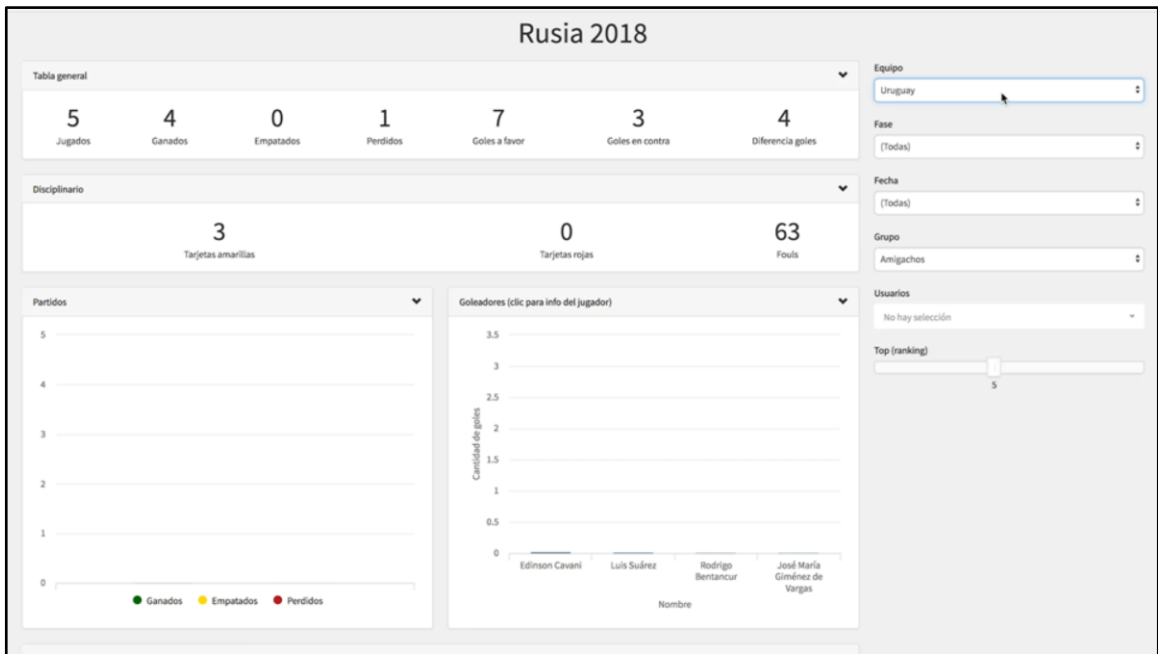 Rusia 2018
Tabla general
5 4 0 1 7 3 4
Jugados Ganados Empatados Perdidos Goles a favor Goles en contra Diferencia goles
Disciplinario
3 0 63
Tarjetas amarillas Tarjetas rojas Fouls
Partidos
5
4
3
2
1
0
Ganados Empatados Perdidos
Goleadores (clic para info del jugador)
Cantidad de goles
3.5
3
2.5
2
1.5
1
0.5
0
Edinson Cavani Luis Suárez Rodrigo José María
Bentancur Giménez de
Vargas
Nombre
Equipo
Uruguay
Fase
(Todas)
Fecha
(Todas)
Grupo
Amigachos
Usuarios
No hay selección
Top (ranking)
5